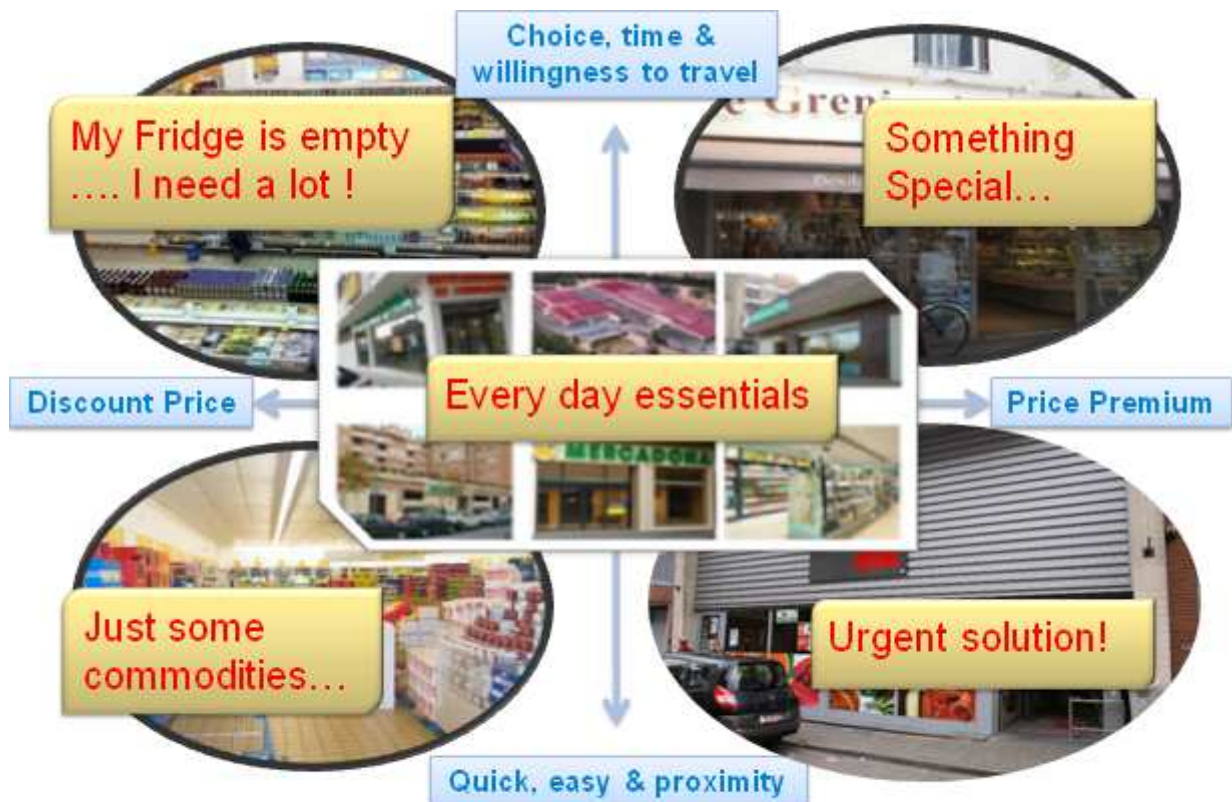 Choice, time &
willingness to travel
My Fridge is empty
.... I need a lot !
Something
Special...
Every day essentials
MERCADONA
Discount Price
Price Premium
Just some
commodities...
Urgent solution!
Quick, easy & proximity